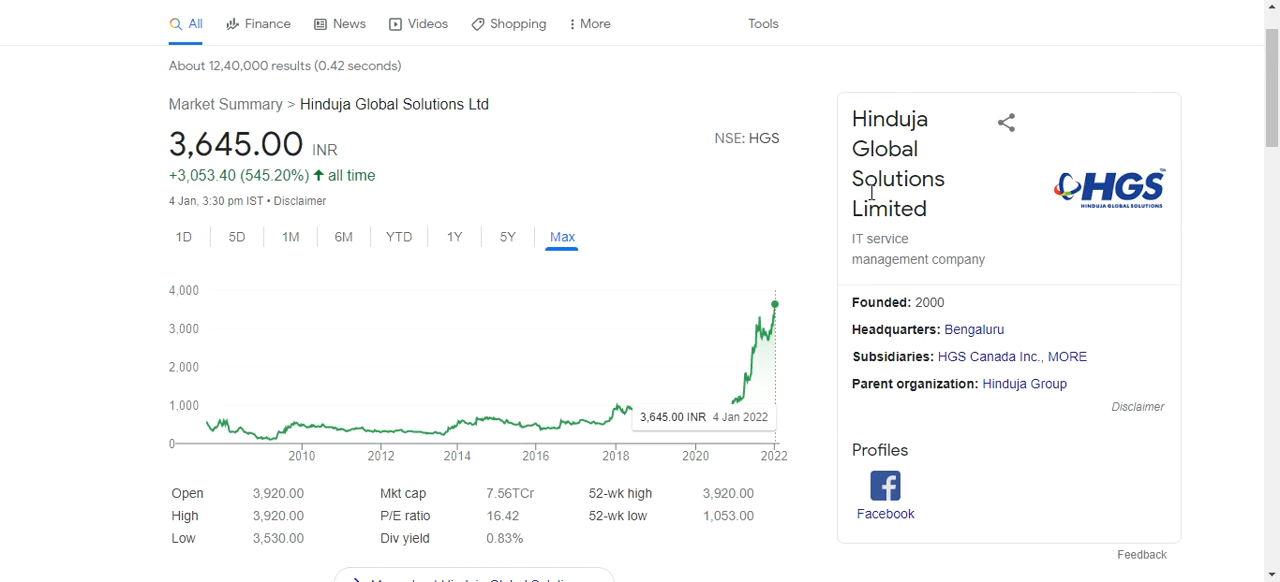 All Finance News Videos Shopping More Tools
About 12,40,000 results (0.42 seconds)
Market Summary > Hinduja Global Solutions Ltd
3,645.00 INR
NSE: HGS
+3,053.40 (545.20%) ↑ all time
4 Jan, 3:30 pm IST • Disclaimer
1D 5D 1M 6M YTD 1Y 5Y Max
4,000
3,000
2,000
1,000
0
3,645.00 INR 4 Jan 2022
2010 2012 2014 2016 2018 2020 2022
Open 3,920.00 Mkt cap 7.56TCr 52-wk high 3,920.00
High 3,920.00 P/E ratio 16.42 52-wk low 1,053.00
Low 3,530.00 Div yield 0.83%
Hinduja
Global
Solutions
Limited
HGS
HINDUJA GLOBAL SOLUTIONS
IT service
management company
Founded: 2000
Headquarters: Bengaluru
Subsidiaries: HGS Canada Inc., MORE
Parent organization: Hinduja Group
Disclaimer
Profiles
Facebook
Feedback